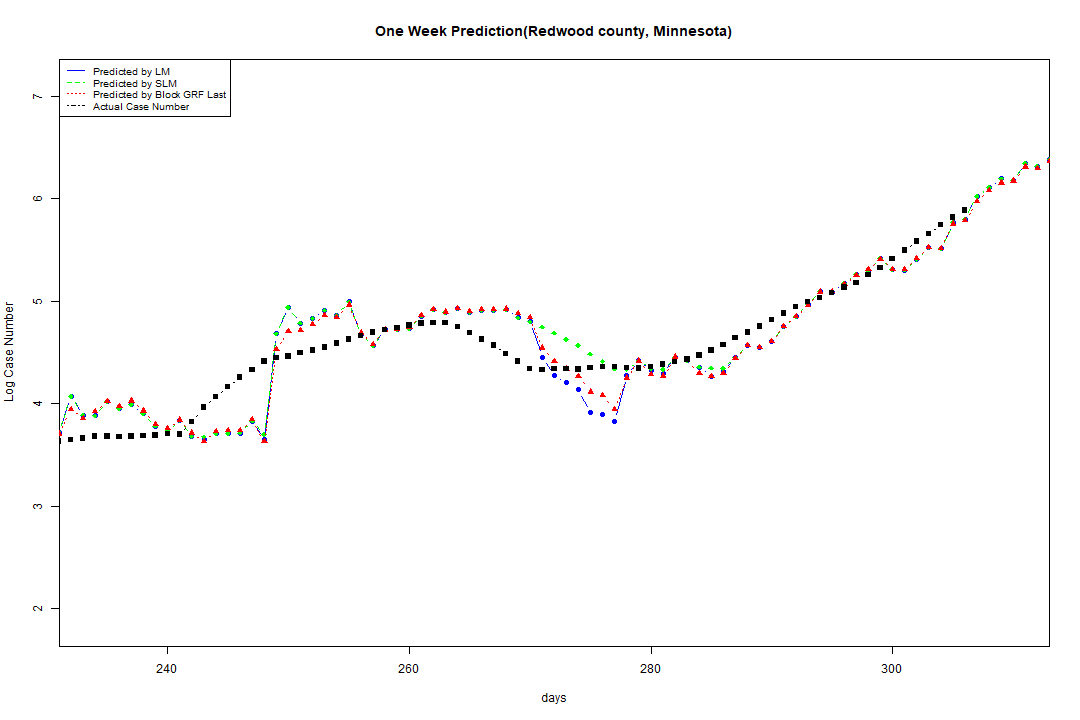 One Week Prediction(Redwood county, Minnesota)
Predicted by LM
Predicted by SLM
Predicted by Block GRF Last
Actual Case Number
7
6
5
4
3
2
Log Case Number
240 260 280 300
days